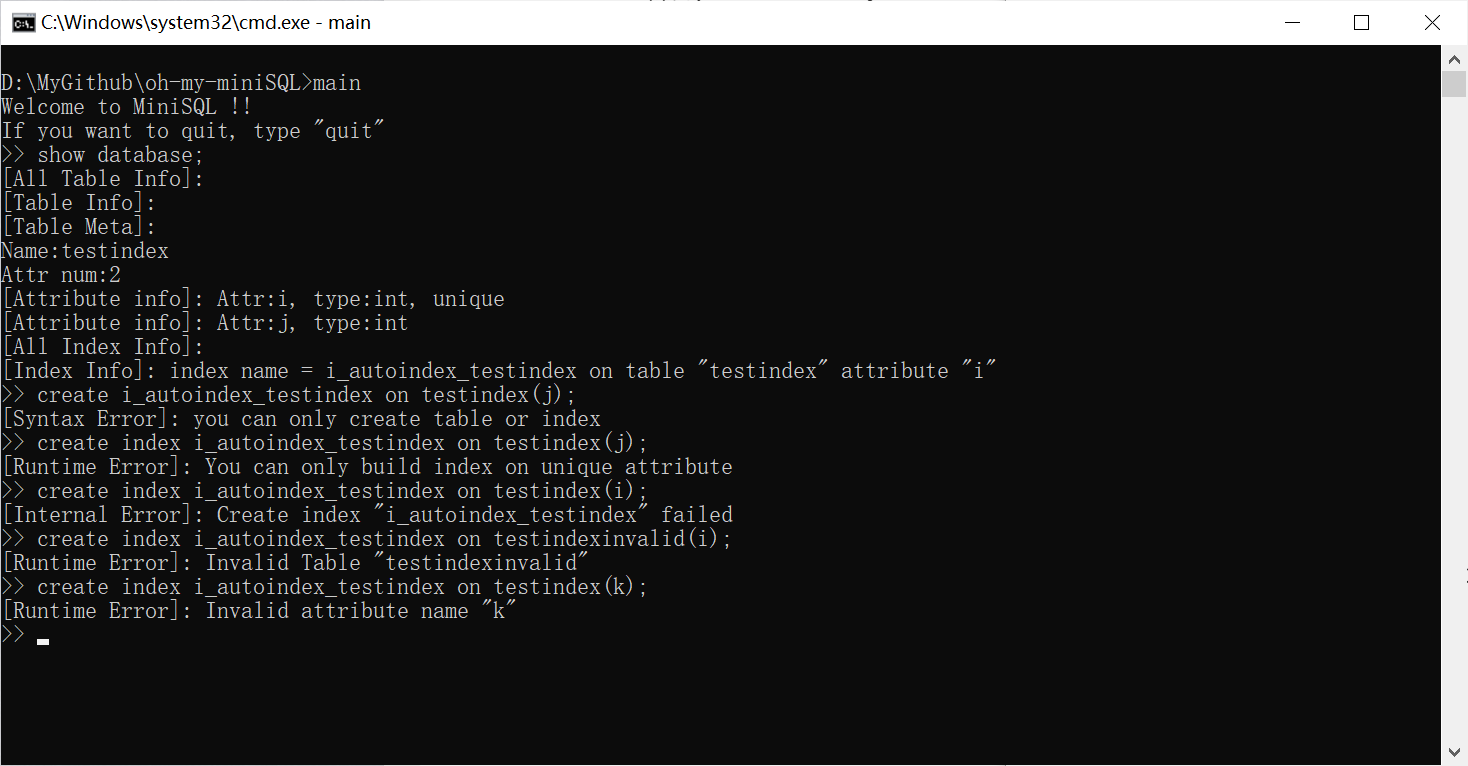 C:\Windows\system32\cmd.exe - main
D:\MyGithub\oh-my-miniSQL>main
Welcome to MiniSQL !!
If you want to quit, type "quit"
>> show database;
[All Table Info]:
[Table Info]:
[Table Meta]:
Name:testindex
Attr num:2
[Attribute info]: Attr:i, type:int, unique
[Attribute info]: Attr:j, type:int
[All Index Info]:
[Index Info]: index name = i_autoindex_testindex on table "testindex" attribute "i"
>> create i_autoindex_testindex on testindex(j);
[Syntax Error]: you can only create table or index
>> create index i_autoindex_testindex on testindex(j);
[Runtime Error]: You can only build index on unique attribute
>> create index i_autoindex_testindex on testindex(i);
[Internal Error]: Create index "i_autoindex_testindex" failed
>> create index i_autoindex_testindex on testindexinvalid(i);
[Runtime Error]: Invalid Table "testindexinvalid"
>> create index i_autoindex_testindex on testindex(k);
[Runtime Error]: Invalid attribute name "k"
>>